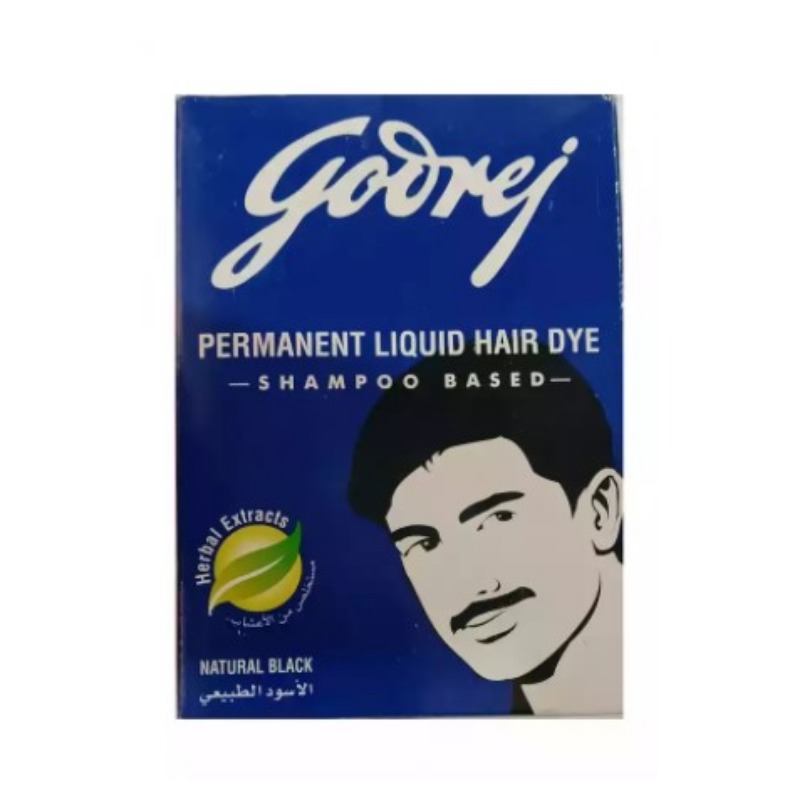 Godrej
PERMANENT LIQUID HAIR DYE
—SHAMPOO BASED—
Herbal Extracts
مستخلص من الأعشاب
NATURAL BLACK
الأسود الطبيعي